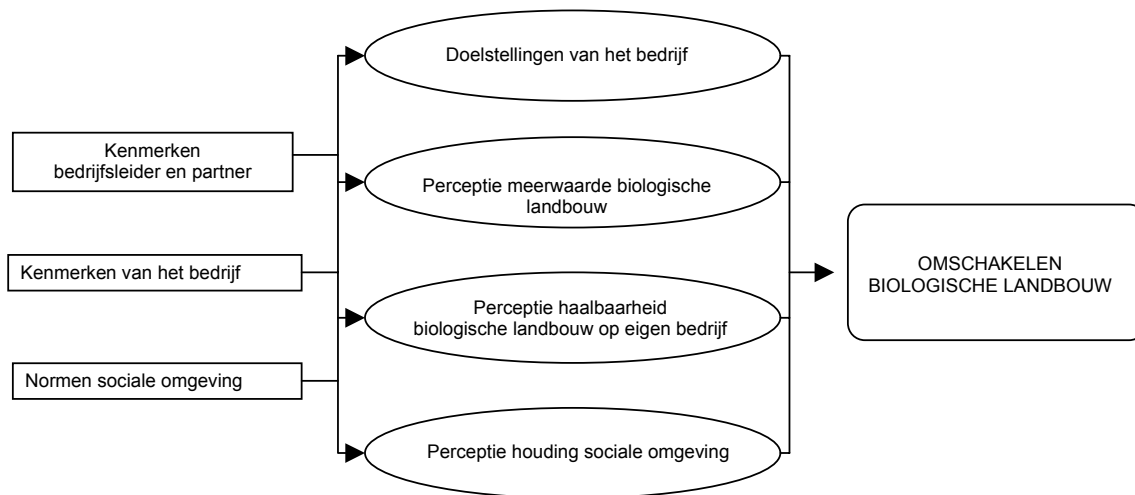 Doelstellingen van het bedrijf
Kenmerken
bedrijfsleider en partner
Perceptie meerwaarde biologische
landbouw
Kenmerken van het bedrijf
OMSCHAKELEN
BIOLOGISCHE LANDBOUW
Perceptie haalbaarheid
biologische landbouw op eigen bedrijf
Normen sociale omgeving
Perceptie houding sociale omgeving